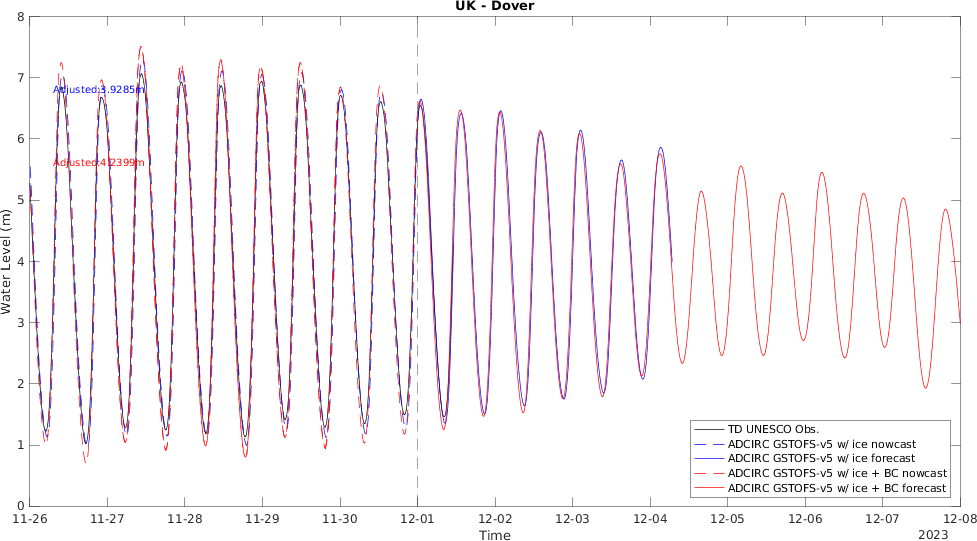 UK - Dover
8
7
6
5
4
3
2
1
0
Water Level (m)
Adjusted:3.9285m
Adjusted:4.2399m
TD UNESCO Obs.
ADCIRC GSTOFS-v5 w/ ice nowcast
ADCIRC GSTOFS-v5 w/ ice forecast
ADCIRC GSTOFS-v5 w/ ice + BC nowcast
ADCIRC GSTOFS-v5 w/ ice + BC forecast
11-26 11-27 11-28 11-29 11-30 12-01 12-02 12-03 12-04 12-05 12-06 12-07 12-08
Time
2023